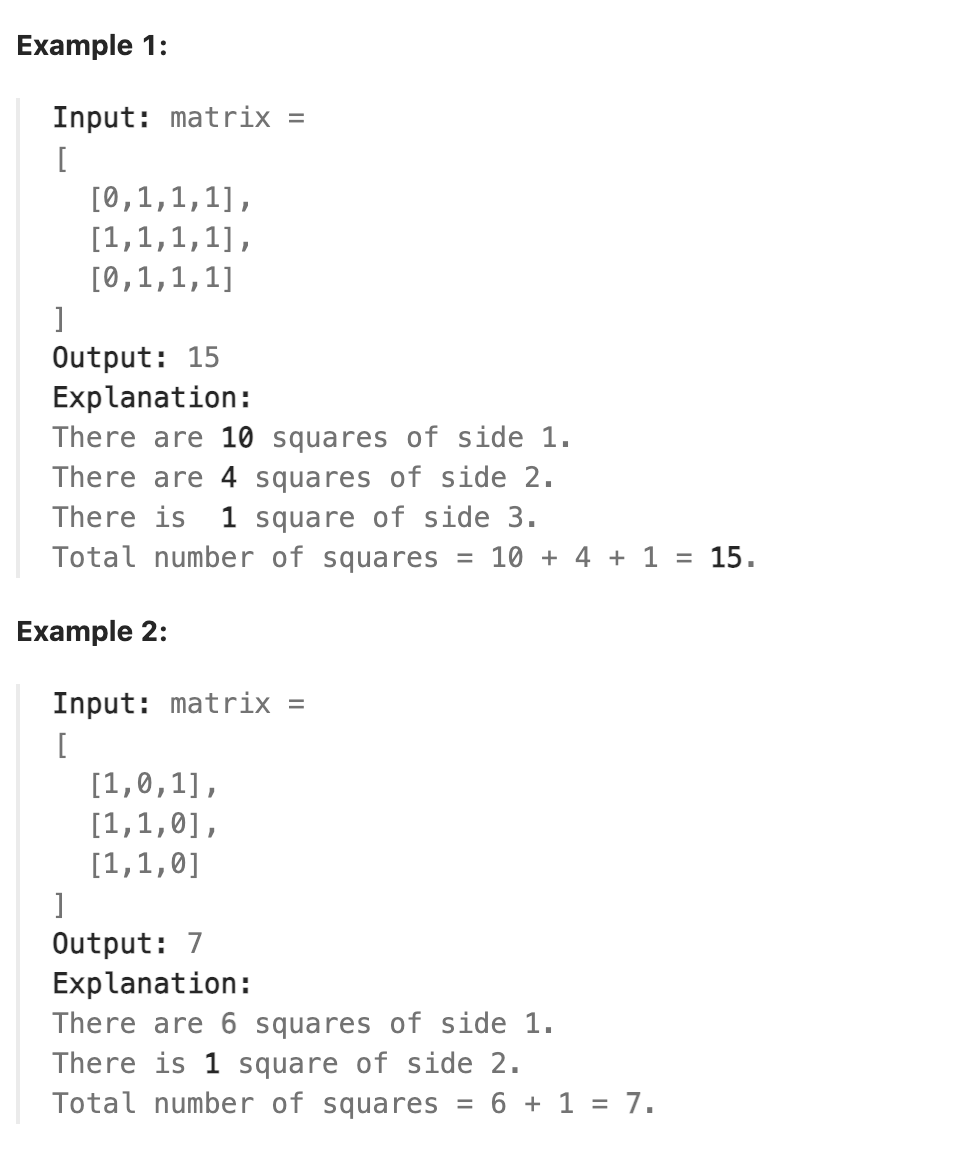 Example 1:
Input: matrix =
[
  [0,1,1,1],
  [1,1,1,1],
  [0,1,1,1]
]
Output: 15
Explanation:
There are 10 squares of side 1.
There are 4 squares of side 2.
There is  1 square of side 3.
Total number of squares = 10 + 4 + 1 = 15.
Example 2:
Input: matrix =
[
  [1,0,1],
  [1,1,0],
  [1,1,0]
]
Output: 7
Explanation:
There are 6 squares of side 1.
There is 1 square of side 2.
Total number of squares = 6 + 1 = 7.